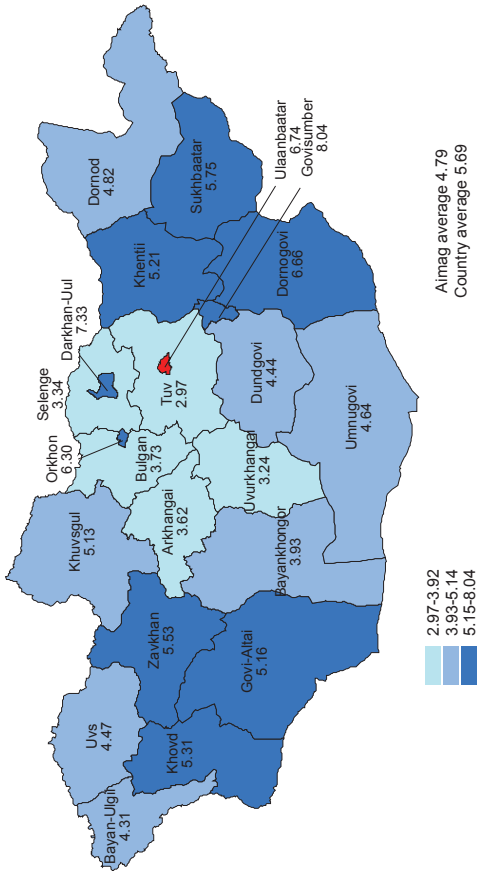 Bayan-Ulgii
4.31
Uvs
4.47
Khovd
5.31
Zavkhan
5.53
Govi-Altai
5.16
Khuvsgul
5.13
Orkhon
6.30
Selenge
3.34
Darkhan-Uul
7.33
Bulgan
3.73
Arkhangai
3.62
Bayankhongor
3.93
Uvurkhangai
3.24
Tuv
2.97
Khentii
5.21
Dornod
4.82
Sukhbaatar
5.75
Ulaanbaatar
6.74
Govisumber
8.04
Dornogovi
6.66
Dundgovi
4.44
Umnugovi
4.64
2.97-3.92
3.93-5.14
5.15-8.04
Aimag average 4.79
Country average 5.69